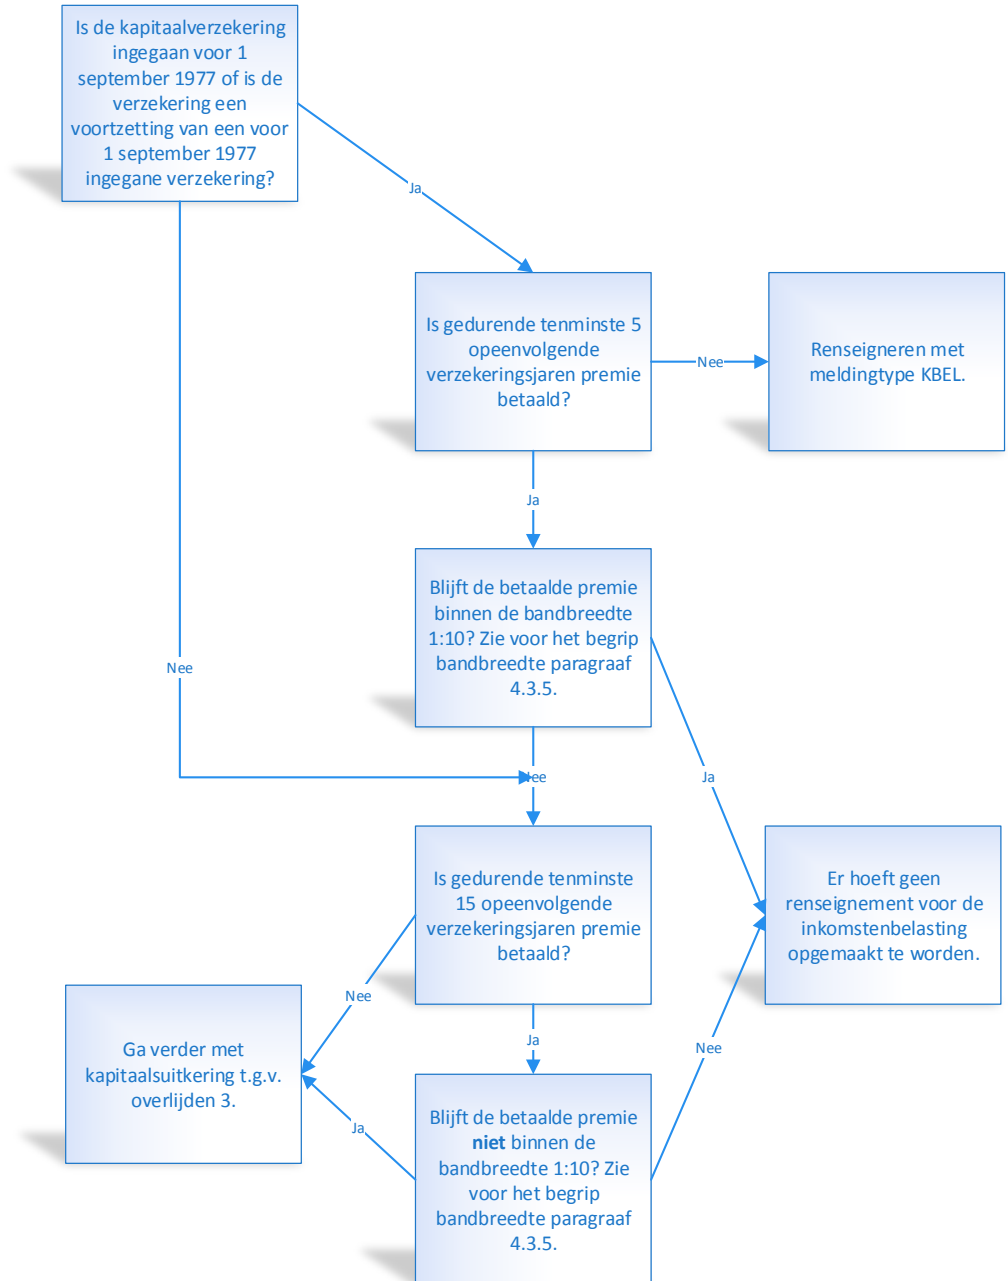 Is de kapitaalverzekering
ingegaan voor 1
september 1977 of is de
verzekering een
voortzetting van een voor
1 september 1977
ingegane verzekering?
Ja
Is gedurende tenminste 5
opeenvolgende
verzekeringsjaren premie
betaald?
Nee
Renseigneren met
meldingtype KBEL.
Ja
Blijft de betaalde premie
binnen de bandbreedte
1:10? Zie voor het begrip
bandbreedte paragraaf
4.3.5.
Nee
Nee
Ja
Is gedurende tenminste
15 opeenvolgende
verzekeringsjaren premie
betaald?
Er hoeft geen
renseignement voor de
inkomstenbelasting
opgemaakt te worden.
Nee
Ja
Nee
Ga verder met
kapitaalsuitkering t.g.v.
overlijden 3.
Ja
Blijft de betaalde premie
niet binnen de
bandbreedte 1:10? Zie
voor het begrip
bandbreedte paragraaf
4.3.5.